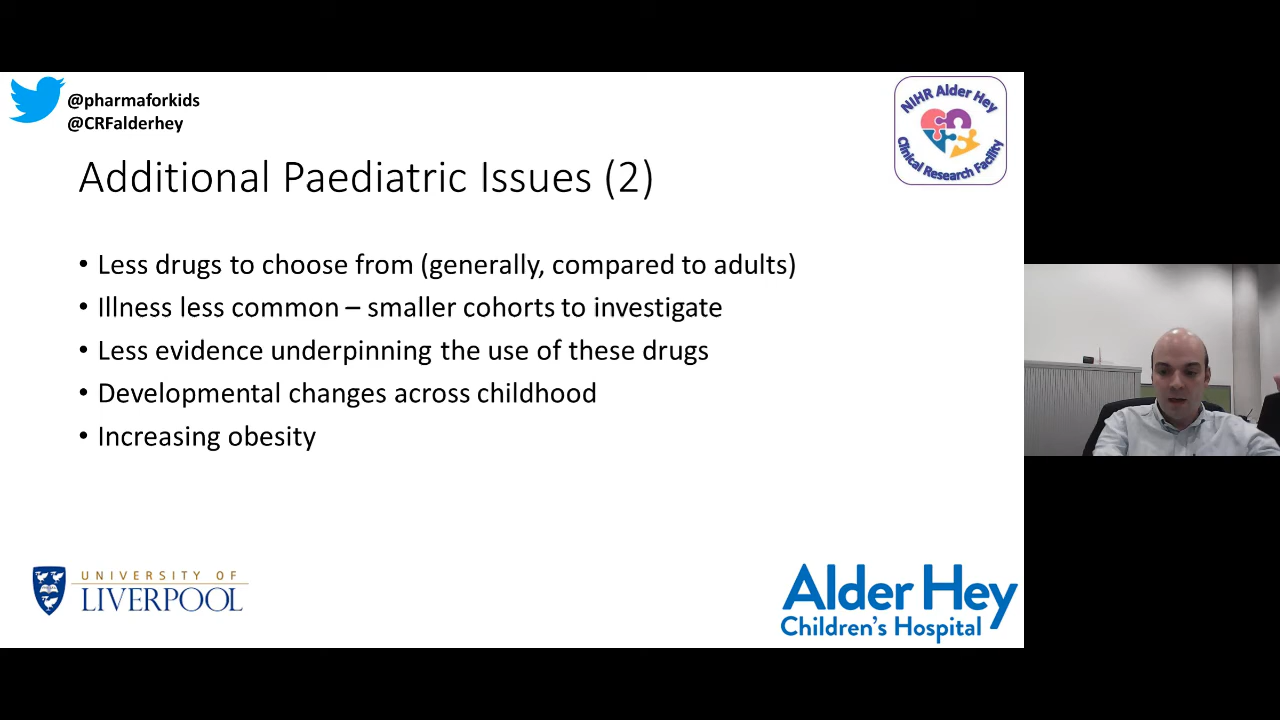 @pharmaforkids
@CRFalderhey
NIHR Alder Hey
Clinical Research Facility
Additional Paediatric Issues (2)
• Less drugs to choose from (generally, compared to adults)
• Illness less common – smaller cohorts to investigate
• Less evidence underpinning the use of these drugs
• Developmental changes across childhood
• Increasing obesity
UNIVERSITY OF
LIVERPOOL
Alder Hey
Children's Hospital